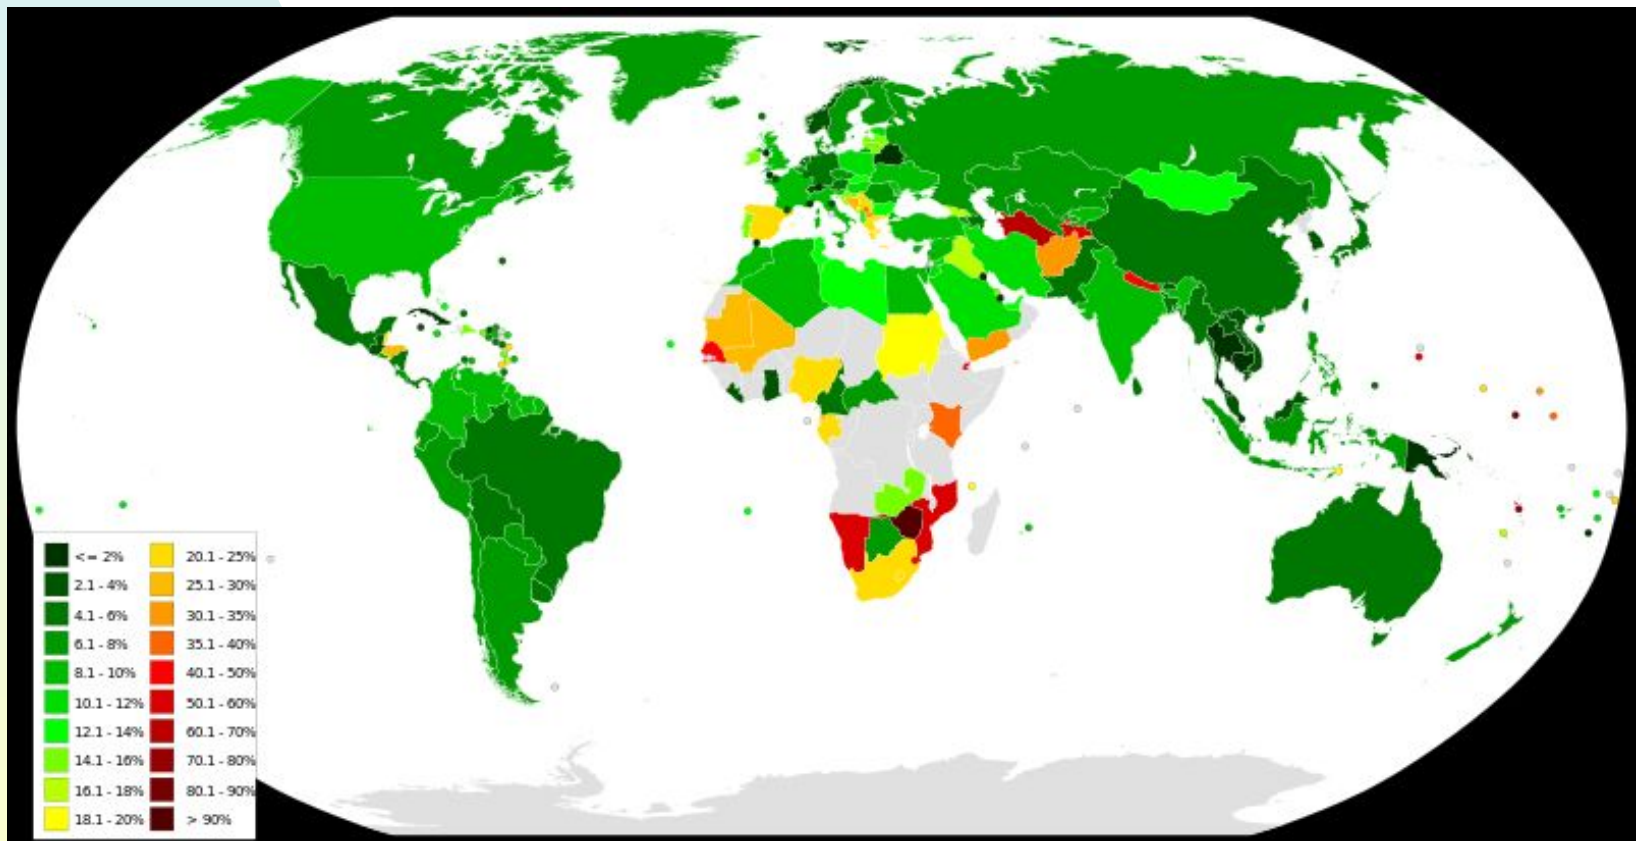 <= 2%
2.1 - 4%
4.1 - 6%
6.1 - 8%
8.1 - 10%
10.1 - 12%
12.1 - 14%
14.1 - 16%
16.1 - 18%
18.1 - 20%
20.1 - 25%
25.1 - 30%
30.1 - 35%
35.1 - 40%
40.1 - 50%
50.1 - 60%
60.1 - 70%
70.1 - 80%
80.1 - 90%
> 90%